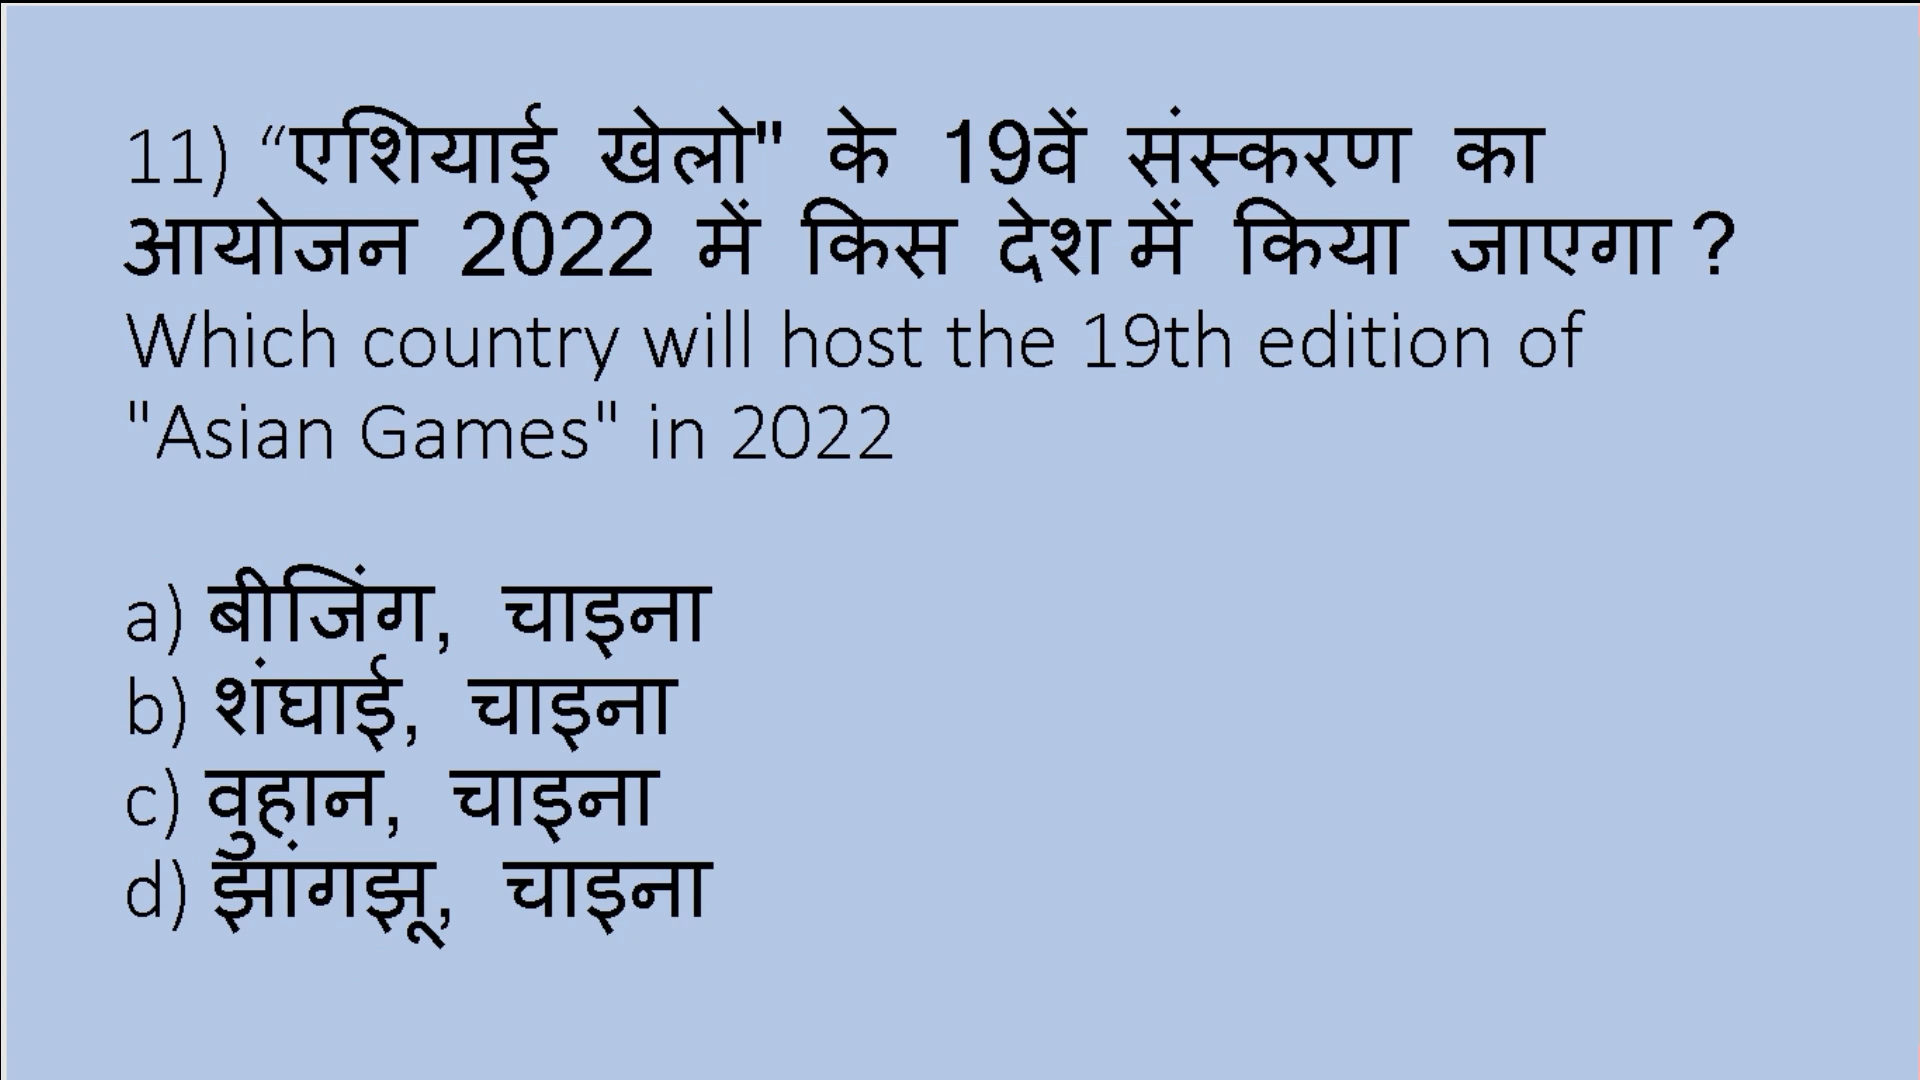 11) “एशियाई खेलो" के 19वें संस्करण का
आयोजन 2022 में किस देश में किया जाएगा ?
Which country will host the 19th edition of
"Asian Games" in 2022
a) बीजिंग, चाइना
b) शंघाई, चाइना
c) वुहान, चाइना
d) झांगझू, चाइना